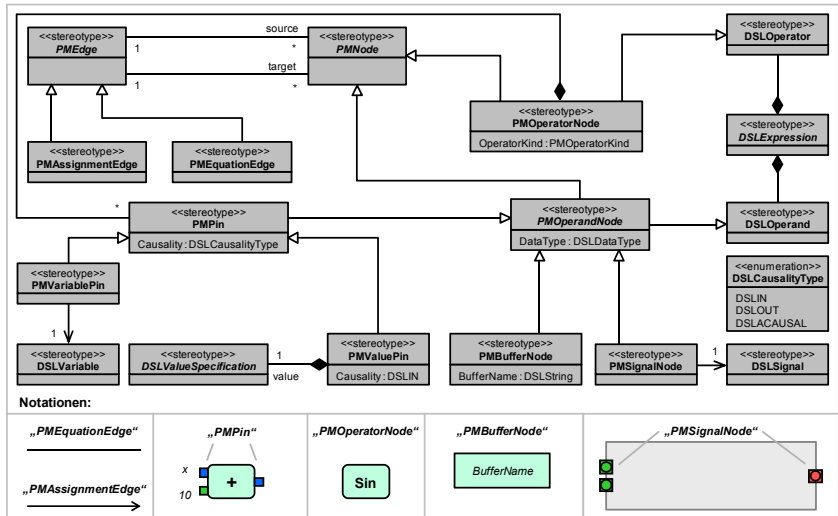 <<stereotype>>
PMEdge
source
1
*
target
1
*
<<stereotype>>
PMNode
<<stereotype>>
DSLOperator
<<stereotype>>
PMOperatorNode
OperatorKind : PMOperatorKind
<<stereotype>>
DSLExpression
<<stereotype>>
PMAssignmentEdge
<<stereotype>>
PMEquationEdge
*
<<stereotype>>
PMPin
Causality : DSLCausalityType
<<stereotype>>
PMOperandNode
DataType : DSLDataType
<<stereotype>>
DSLOperand
<<stereotype>>
PMVariablePin
<<enumeration>>
DSLCausalityType
DSLIN
DSLOUT
DSLACAUSAL
1
<<stereotype>>
DSLVariable
<<stereotype>>
DSLValueSpecification
1
value
<<stereotype>>
PMValuePin
Causality : DSLIN
<<stereotype>>
PMBufferNode
BufferName : DSLString
<<stereotype>>
PMSignalNode
1
<<stereotype>>
DSLSignal
Notationen:
„PMEquationEdge“
„PMAssignmentEdge“
„PMPin“
x
10
+
„PMOperatorNode“
Sin
„PMBufferNode“
BufferName
„PMSignalNode“